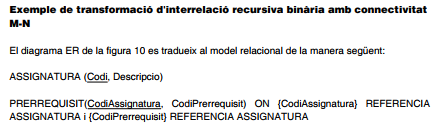 Exemple de transformació d'interrelació recursiva binària amb connectivitat
M-N
El diagrama ER de la figura 10 es tradueix al model relacional de la manera següent:
ASSIGNATURA (Codi, Descripcio)
PRERREQUISIT(CodiAssignatura, CodiPrerrequisit) ON {CodiAssignatura} REFERENCIA
ASSIGNATURA i {CodiPrerrequisit} REFERENCIA ASSIGNATURA